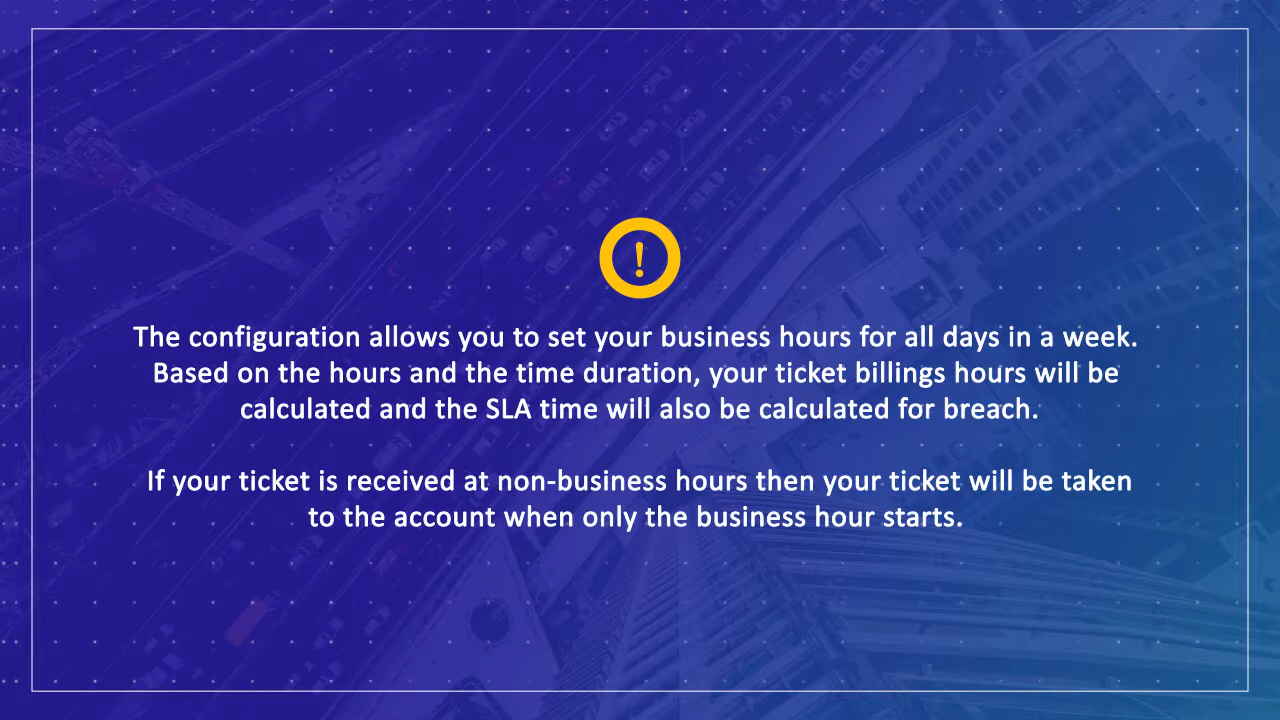 The configuration allows you to set your business hours for all days in a week.
Based on the hours and the time duration, your ticket billings hours will be
calculated and the SLA time will also be calculated for breach.
If your ticket is received at non-business hours then your ticket will be taken
to the account when only the business hour starts.